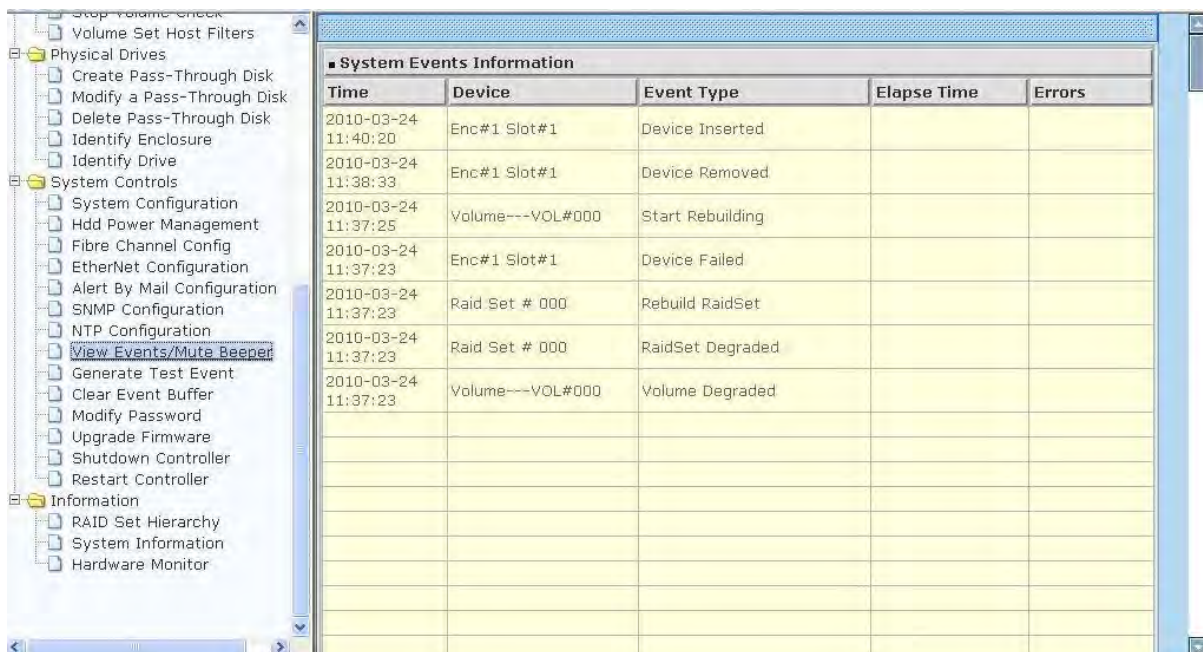 Stop Volume Check
Volume Set Host Filters
Physical Drives
Create Pass-Through Disk
Modify a Pass-Through Disk
Delete Pass-Through Disk
Identify Enclosure
Identify Drive
System Controls
System Configuration
Hdd Power Management
Fibre Channel Config
EtherNet Configuration
Alert By Mail Configuration
SNMP Configuration
NTP Configuration
View Events/Mute Beeper
Generate Test Event
Clear Event Buffer
Modify Password
Upgrade Firmware
Shutdown Controller
Restart Controller
Information
RAID Set Hierarchy
System Information
Hardware Monitor
System Events Information
Time Device Event Type Elapse Time Errors
2010-03-24
11:40:20 Enc#1 Slot#1 Device Inserted
2010-03-24
11:38:33 Enc#1 Slot#1 Device Removed
2010-03-24
11:37:25 Volume---VOL#000 Start Rebuilding
2010-03-24
11:37:23 Enc#1 Slot#1 Device Failed
2010-03-24
11:37:23 Raid Set # 000 Rebuild RaidSet
2010-03-24
11:37:23 Raid Set # 000 RaidSet Degraded
2010-03-24
11:37:23 Volume---VOL#000 Volume Degraded